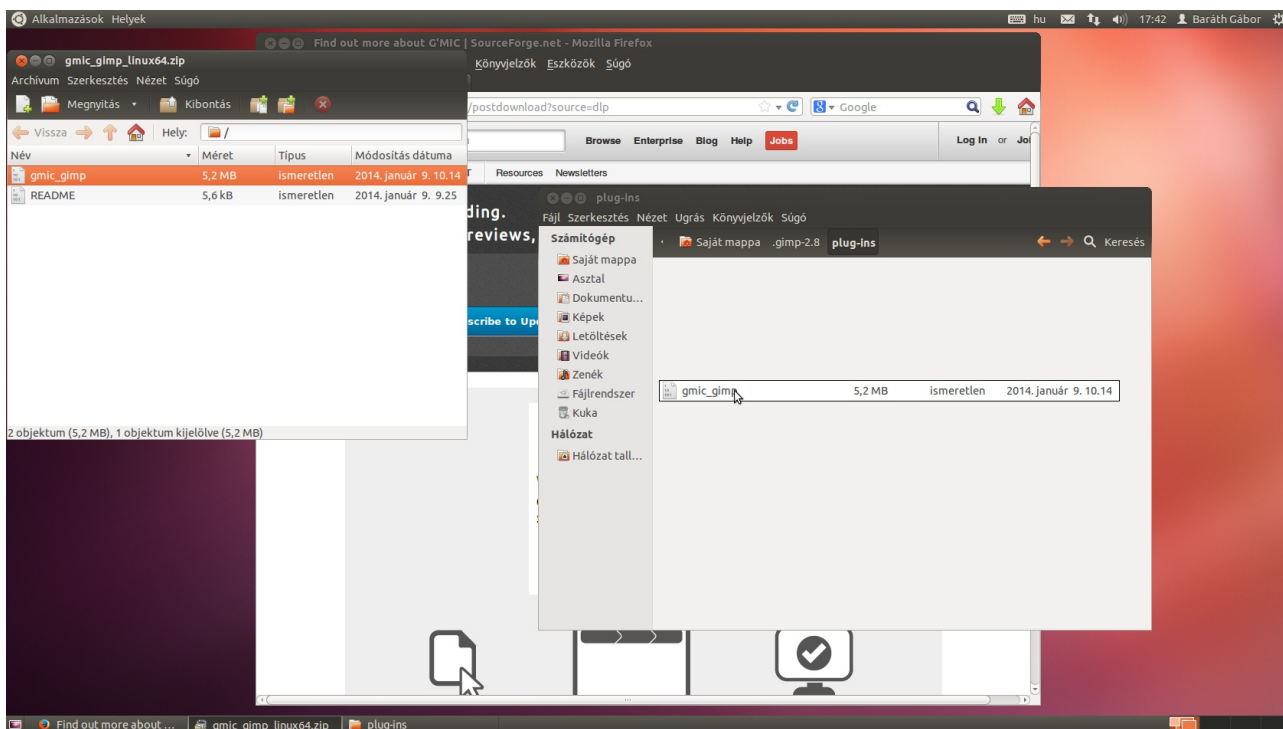 Alkalmazások Helyek
hu 17:42 Baráth Gábor
Find out more about G'MIC | SourceForge.net - Mozilla Firefox
gmic_gimp_linux64.zip
Könyvjelzők Eszközök Súgó
Archívum Szerkesztés Nézet Súgó
Megnyitás Kibontás
/postdownload?source=dlp
Google
Vissza Hely: /
Browse Enterprise Blog Help Jobs
Log In or
Név Méret Típus Módosítás dátuma
gmic_gimp 5,2 MB ismeretlen 2014. január 9. 10.14
Resources Newsletters
README 5,6 kB ismeretlen 2014. január 9. 9.25
plug-ins
ding.
Fájl Szerkesztés Nézet Ugrás Könyvjelzők Súgó
reviews,
Számítógép
Saját mappa .gimp-2.8 plug-ins
Keresés
Saját mappa
Asztal
Dokumentu...
Képek
scribe to Up
Letöltések
Videók
Zenék
Fájlrendszer
gmic_gimp 5,2 MB ismeretlen 2014. január 9. 10.14
Kuka
2 objektum (5,2 MB), 1 objektum kijelölve (5,2 MB)
Hálózat
Hálózat tall...
Find out more about ... gmic_gimp_linux64.zip plug-ins